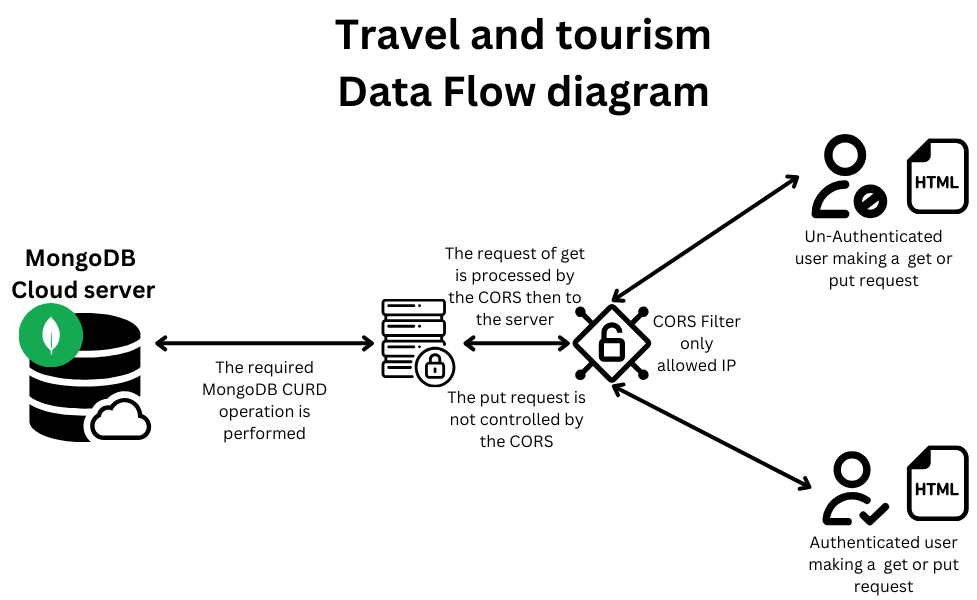 Travel and tourism
Data Flow diagram
HTML
Un-Authenticated
user making a get or
put request
MongoDB
Cloud server
The request of get
is processed by
the CORS then to
the server
CORS Filter
only
allowed IP
The required
MongoDB CURD
operation is
performed
The put request is
not controlled by
the CORS
HTML
Authenticated user
making a get or put
request